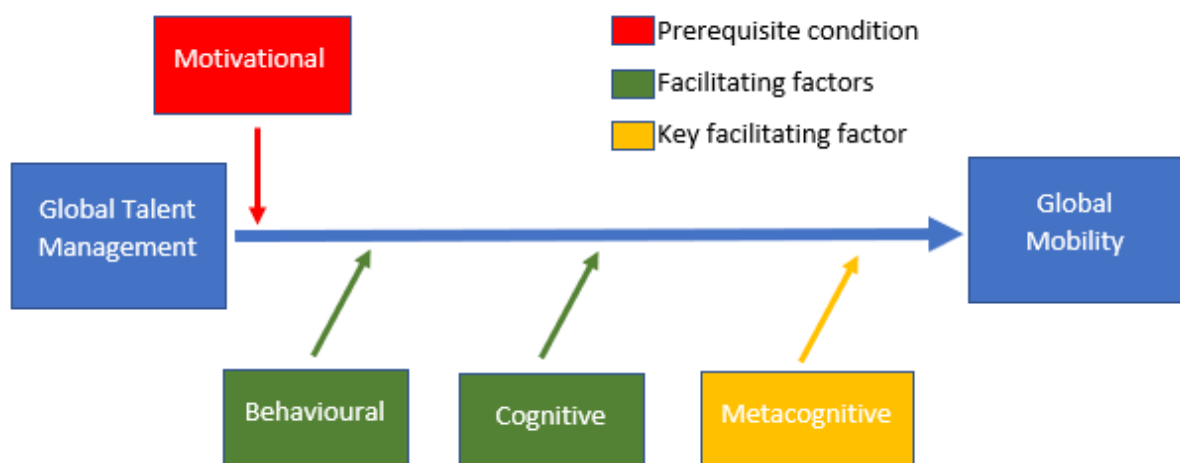 Motivational
Prerequisite condition
Facilitating factors
Key facilitating factor
Global Talent
Management
Global
Mobility
Behavioural
Cognitive
Metacognitive